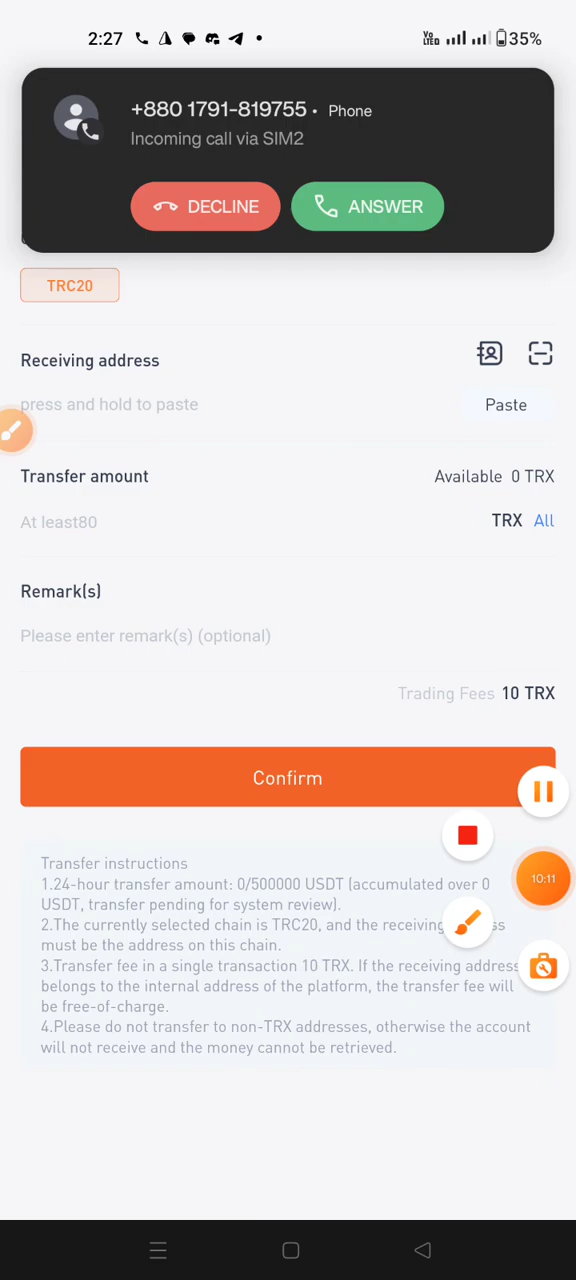 2:27
35%
+880 1791-819755 • Phone
Incoming call via SIM2
DECLINE
ANSWER
TRC20
Receiving address
press and hold to paste
Paste
Transfer amount
Available 0 TRX
At least80
TRX All
Remark(s)
Please enter remark(s) (optional)
Trading Fees 10 TRX
Confirm
Transfer instructions
1.24-hour transfer amount: 0/500000 USDT (accumulated over 0
USDT, transfer pending for system review).
2.The currently selected chain is TRC20, and the receiving
must be the address on this chain.
3.Transfer fee in a single transaction 10 TRX. If the receiving address
belongs to the internal address of the platform, the transfer fee will
be free-of-charge.
4.Please do not transfer to non-TRX addresses, otherwise the account
will not receive and the money cannot be retrieved.
10:11